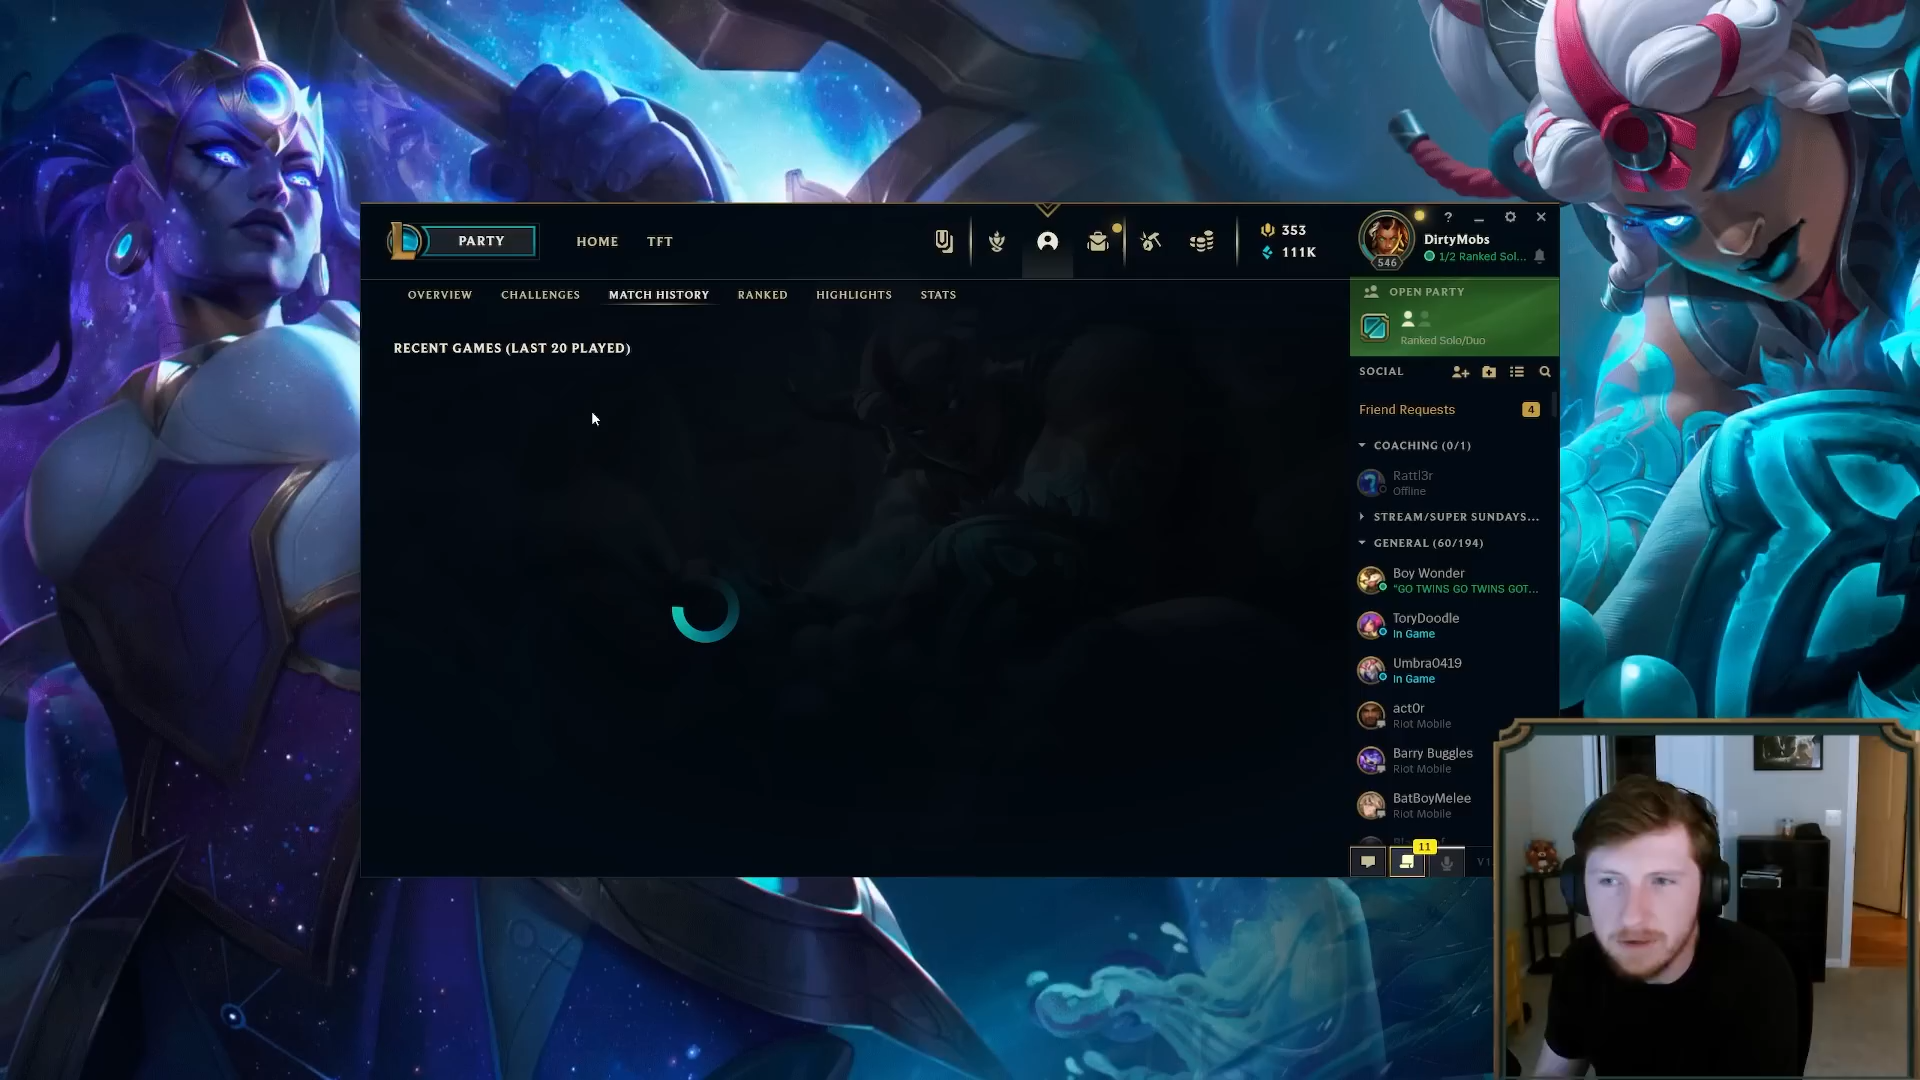 PARTY
HOME
TFT
353
111K
?
546
DirtyMobs
1/2 Ranked Sol...
OVERVIEW
CHALLENGES
MATCH HISTORY
RANKED
HIGHLIGHTS
STATS
OPEN PARTY
Ranked Solo/Duo
RECENT GAMES (LAST 20 PLAYED)
SOCIAL
Friend Requests
4
COACHING (0/1)
Rattl3r
Offline
STREAM/SUPER SUNDAYS...
GENERAL (60/194)
Boy Wonder
"GO TWINS GO TWINS GOT...
ToryDoodle
In Game
Umbra0419
In Game
act0r
Riot Mobile
Barry Buggles
Riot Mobile
BatBoyMelee
Riot Mobile
11